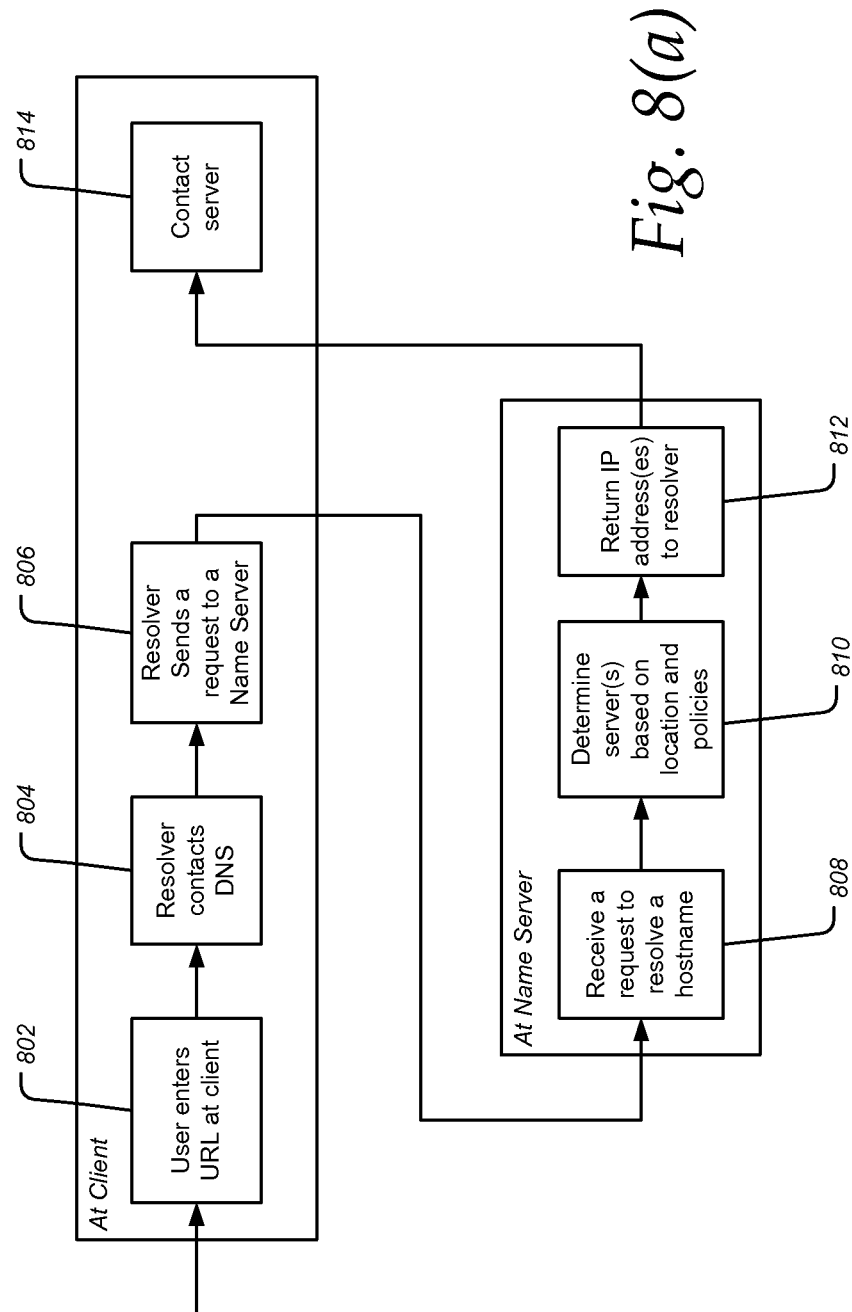 At Client
802
User enters
URL at client
804
Resolver
contacts
DNS
806
Resolver
Sends a
request to a
Name Server
814
Contact
server
At Name Server
Receive a
request to
resolve a
hostname
808
Determine
server(s)
based on
location and
policies
810
Return IP
address(es)
to resolver
812
Fig. 8(a)